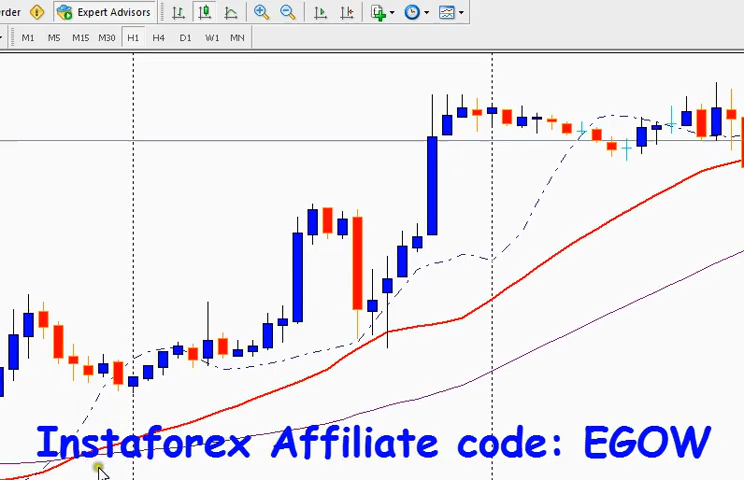 rder Expert Advisors
M1 M5 M15 M30 H1 H4 D1 W1 MN
Instaforex Affiliate code: EGOW